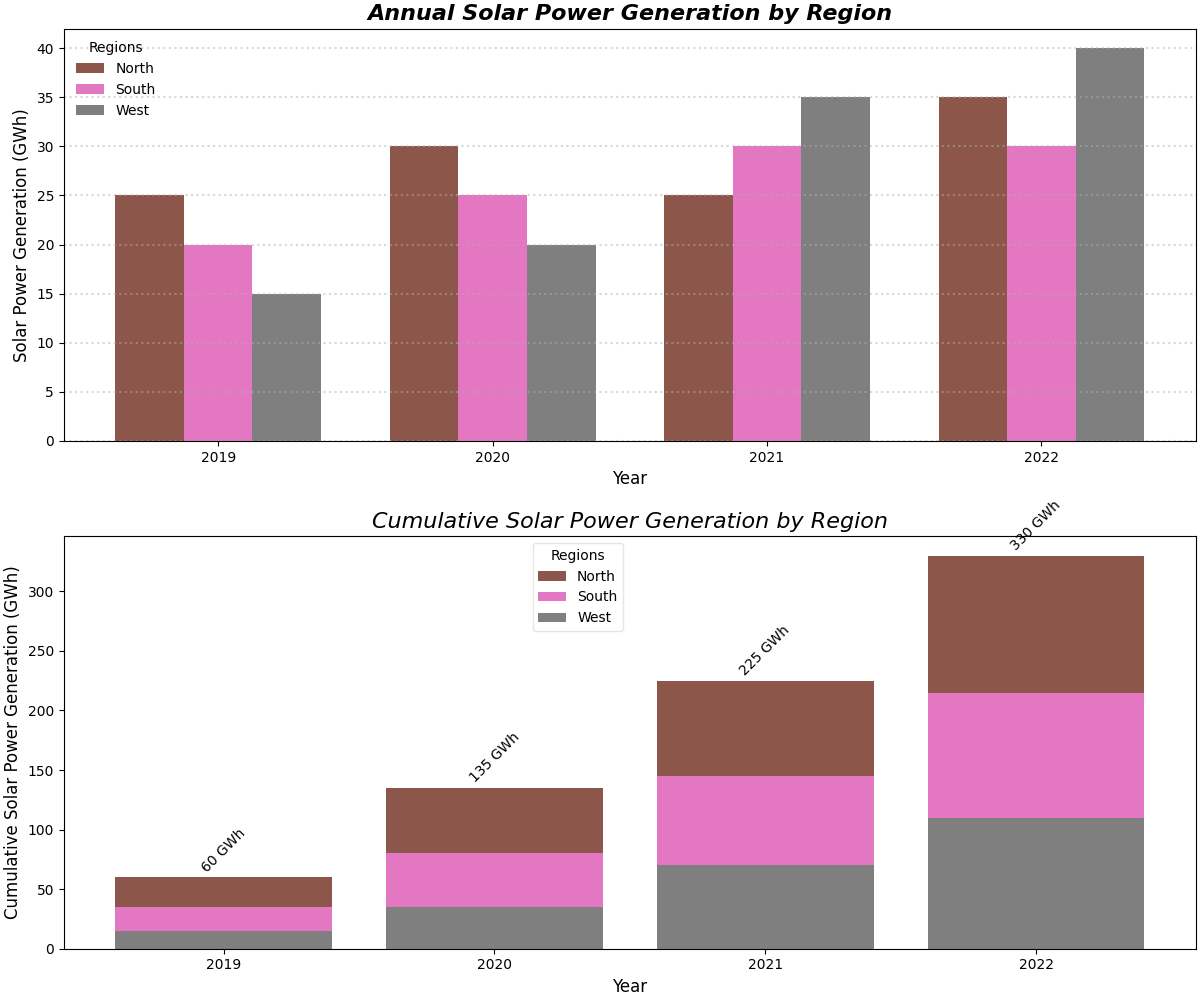 Annual Solar Power Generation by Region
Solar Power Generation (GWh)
40
35
30
25
20
15
10
5
0
Regions
North
South
West
2019 2020 2021 2022
Year
Cumulative Solar Power Generation by Region
Cumulative Solar Power Generation (GWh)
300
250
200
150
100
50
0
Regions
North
South
West
60 GWh
135 GWh
225 GWh
330 GWh
2019 2020 2021 2022
Year